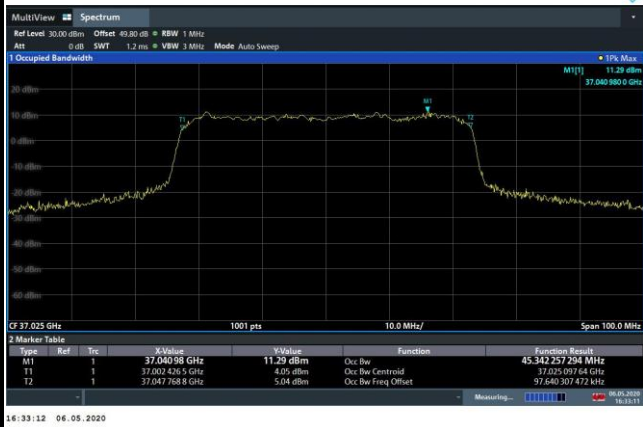 MultiView Spectrum
Ref Level 30.00 dBm Offset 49.80 dB RBW 1 MHz
Att 0 dB SWT 1.2 ms VBW 3 MHz Mode Auto Sweep
1 Occupied Bandwidth 1Pk Max
M1[1] 11.29 dBm
37.040 980 0 GHz
20 dBm
M1
10 dBm
T1 T2
0 dBm
-10 dBm
-20 dBm
-30 dBm
-40 dBm
-50 dBm
-60 dBm
CF 37.025 GHz 1001 pts 10.0 MHz/ Span 100.0 MHz
2 Marker Table
Type Ref Trc X-Value Y-Value Function Function Result
M1 1 37.040 98 GHz 11.29 dBm Occ Bw 45.342 257 294 MHz
T1 1 37.002 426 5 GHz 4.05 dBm Occ Bw Centroid 37.025 097 64 GHz
T2 1 37.047 768 8 GHz 5.04 dBm Occ Bw Freq Offset 97.640 307 472 kHz
Measuring... 06.05.2020
16:33:11
16:33:12 06.05.2020